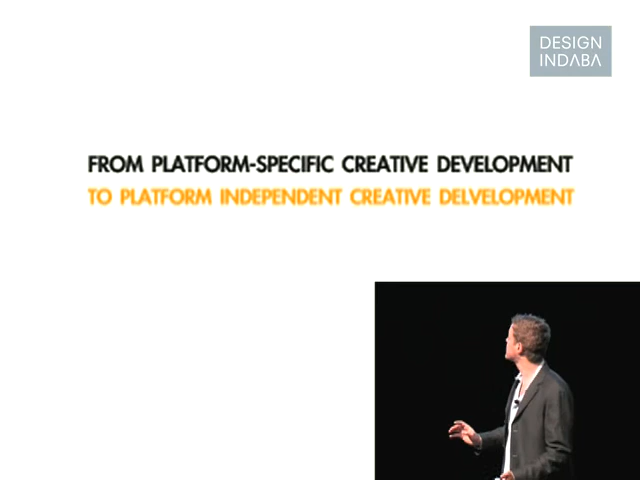 DESIGN
INDABA
FROM PLATFORM-SPECIFIC CREATIVE DEVELOPMENT
TO PLATFORM INDEPENDENT CREATIVE DELVELOPMENT